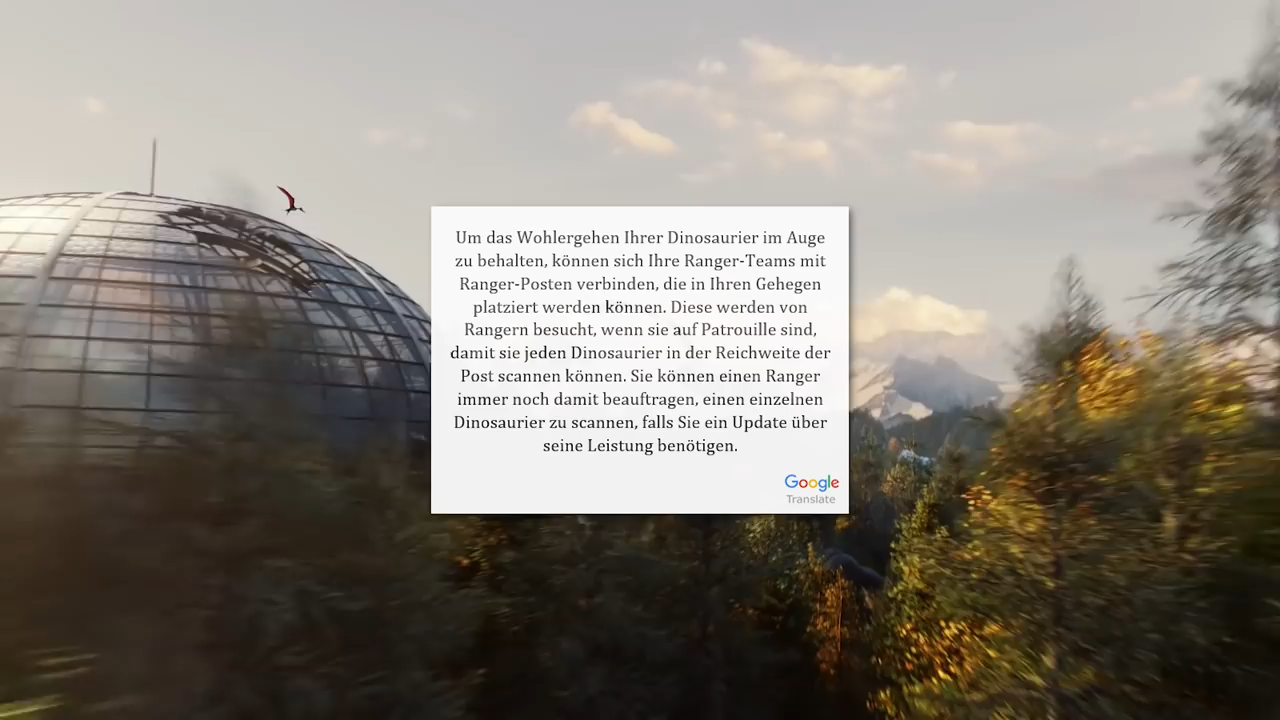 Um das Wohlergehen Ihrer Dinosaurier im Auge
zu behalten, können sich Ihre Ranger-Teams mit
Ranger-Posten verbinden, die in Ihren Gehegen
platziert werden können. Diese werden von
Rangern besucht, wenn sie auf Patrouille sind,
damit sie jeden Dinosaurier in der Reichweite der
Post scannen können. Sie können einen Ranger
immer noch damit beauftragen, einen einzelnen
Dinosaurier zu scannen, falls Sie ein Update über
seine Leistung benötigen.
Google
Translate